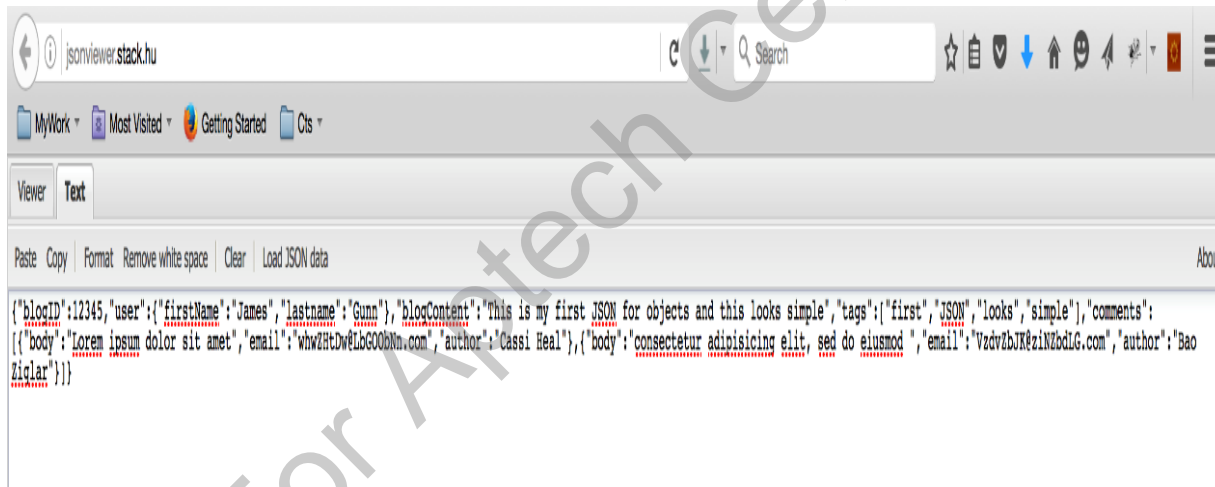 jsonviewer.stack.hu Search
MyWork Most Visited Getting Started Cts
Viewer Text
Paste Copy Format Remove white space Clear Load JSON data Abou
{"blogID":12345,"user":{"firstName":"James","lastname":"Gunn"},"blogContent":"This is my first JSON for objects and this looks simple","tags":["first","JSON","looks","simple"],"comments":
[{"body":"Lorem ipsum dolor sit amet","email":"whwZHtDw@LbGOObNn.com","author":"Cassi Heal"},{"body":"consectetur adipisicing elit, sed do eiusmod ","email":"VzdvZbJK@ziNZbdLG.com","author":"Bao
Ziglar"}]}
For Aptech Ce